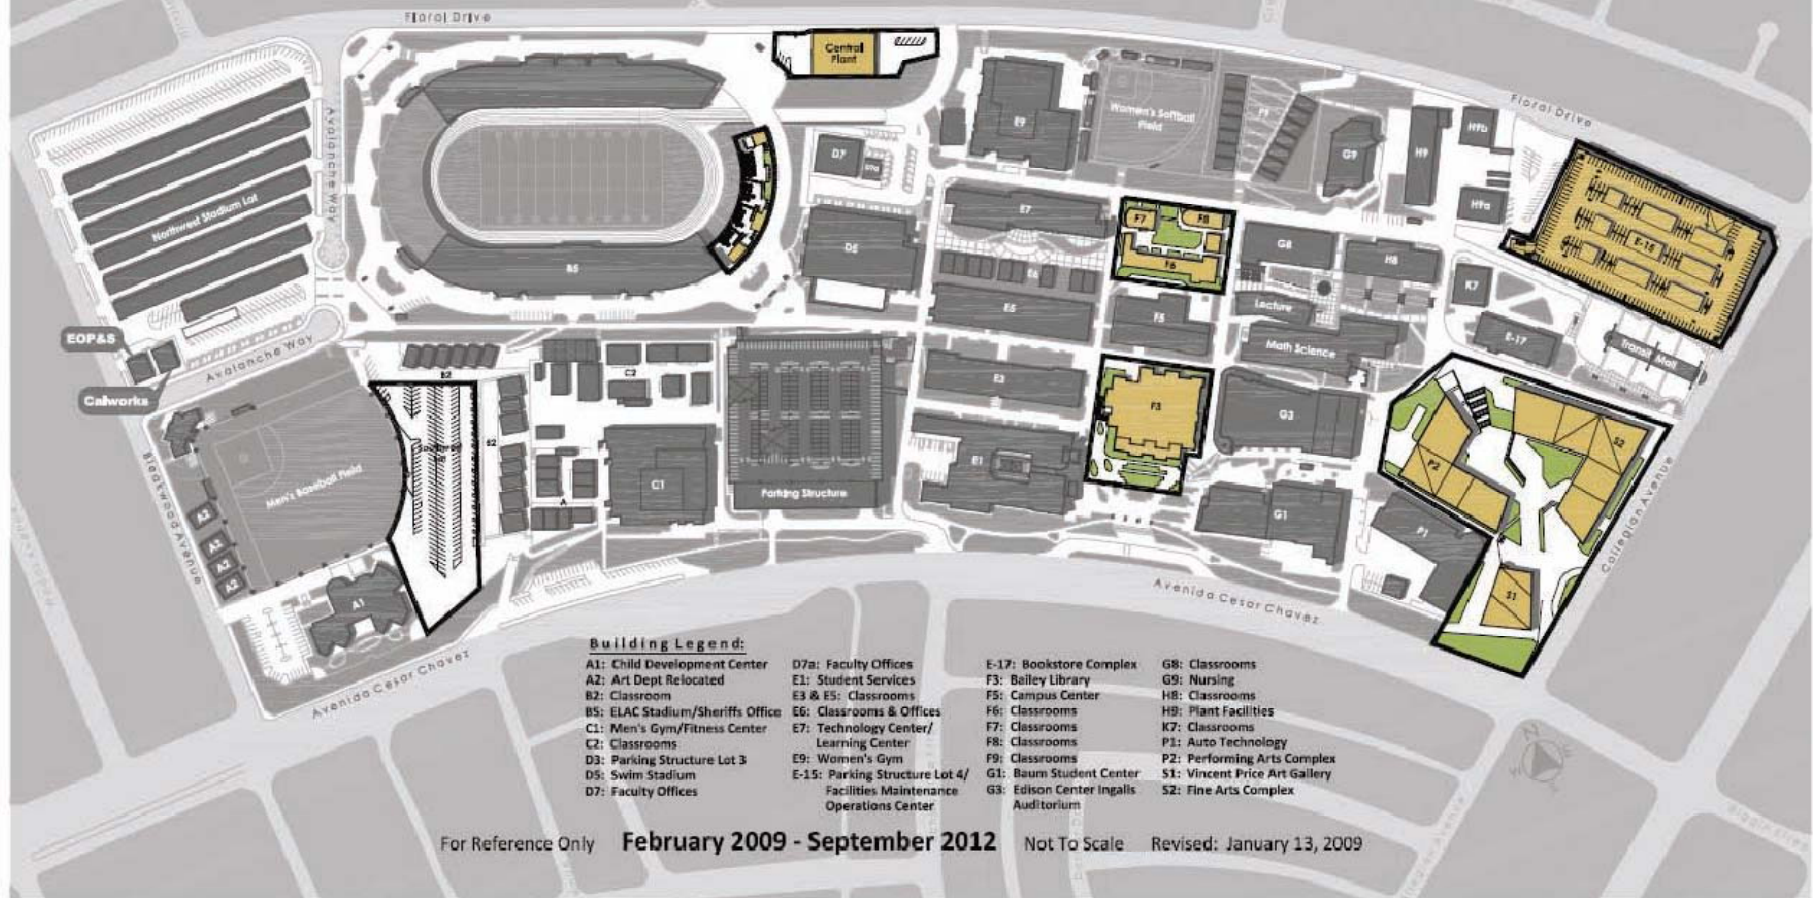 Floral Drive
Central
Plant
Floral Drive
Women's Softball
Field
E9
F9
G9
H9
H9b
H9a
D7
D7a
Avalanche Way
Northwest Stadium Lot
E7
F7
F8
F6
G8
H8
E-15
D5
B5
E6
K7
E5
F5
Lecture
Math Science
E-17
Transit Mall
EOP&S
Calworks
Avalanche Way
B2
C2
E3
F3
G3
S2
P2
B2
Men's Baseball Field
C1
A
Parking Structure
E1
G1
P1
S1
Bleakwood Avenue
Collegian Avenue
A2
A2
A2
A2
A1
Avenida Cesar Chavez
Avenida Cesar Chavez
Building Legend:
A1: Child Development Center
A2: Art Dept Relocated
B2: Classroom
B5: ELAC Stadium/Sheriffs Office
C1: Men's Gym/Fitness Center
C2: Classrooms
D3: Parking Structure Lot 3
D5: Swim Stadium
D7: Faculty Offices
D7a: Faculty Offices
E1: Student Services
E3 & E5: Classrooms
E6: Classrooms & Offices
E7: Technology Center/
Learning Center
E9: Women's Gym
E-15: Parking Structure Lot 4/
Facilities Maintenance
Operations Center
E-17: Bookstore Complex
F3: Bailey Library
F5: Campus Center
F6: Classrooms
F7: Classrooms
F8: Classrooms
F9: Classrooms
G1: Baum Student Center
G3: Edison Center Ingalls
Auditorium
G8: Classrooms
G9: Nursing
H8: Classrooms
H9: Plant Facilities
K7: Classrooms
P1: Auto Technology
P2: Performing Arts Complex
S1: Vincent Price Art Gallery
S2: Fine Arts Complex
For Reference Only February 2009 - September 2012 Not To Scale Revised: January 13, 2009